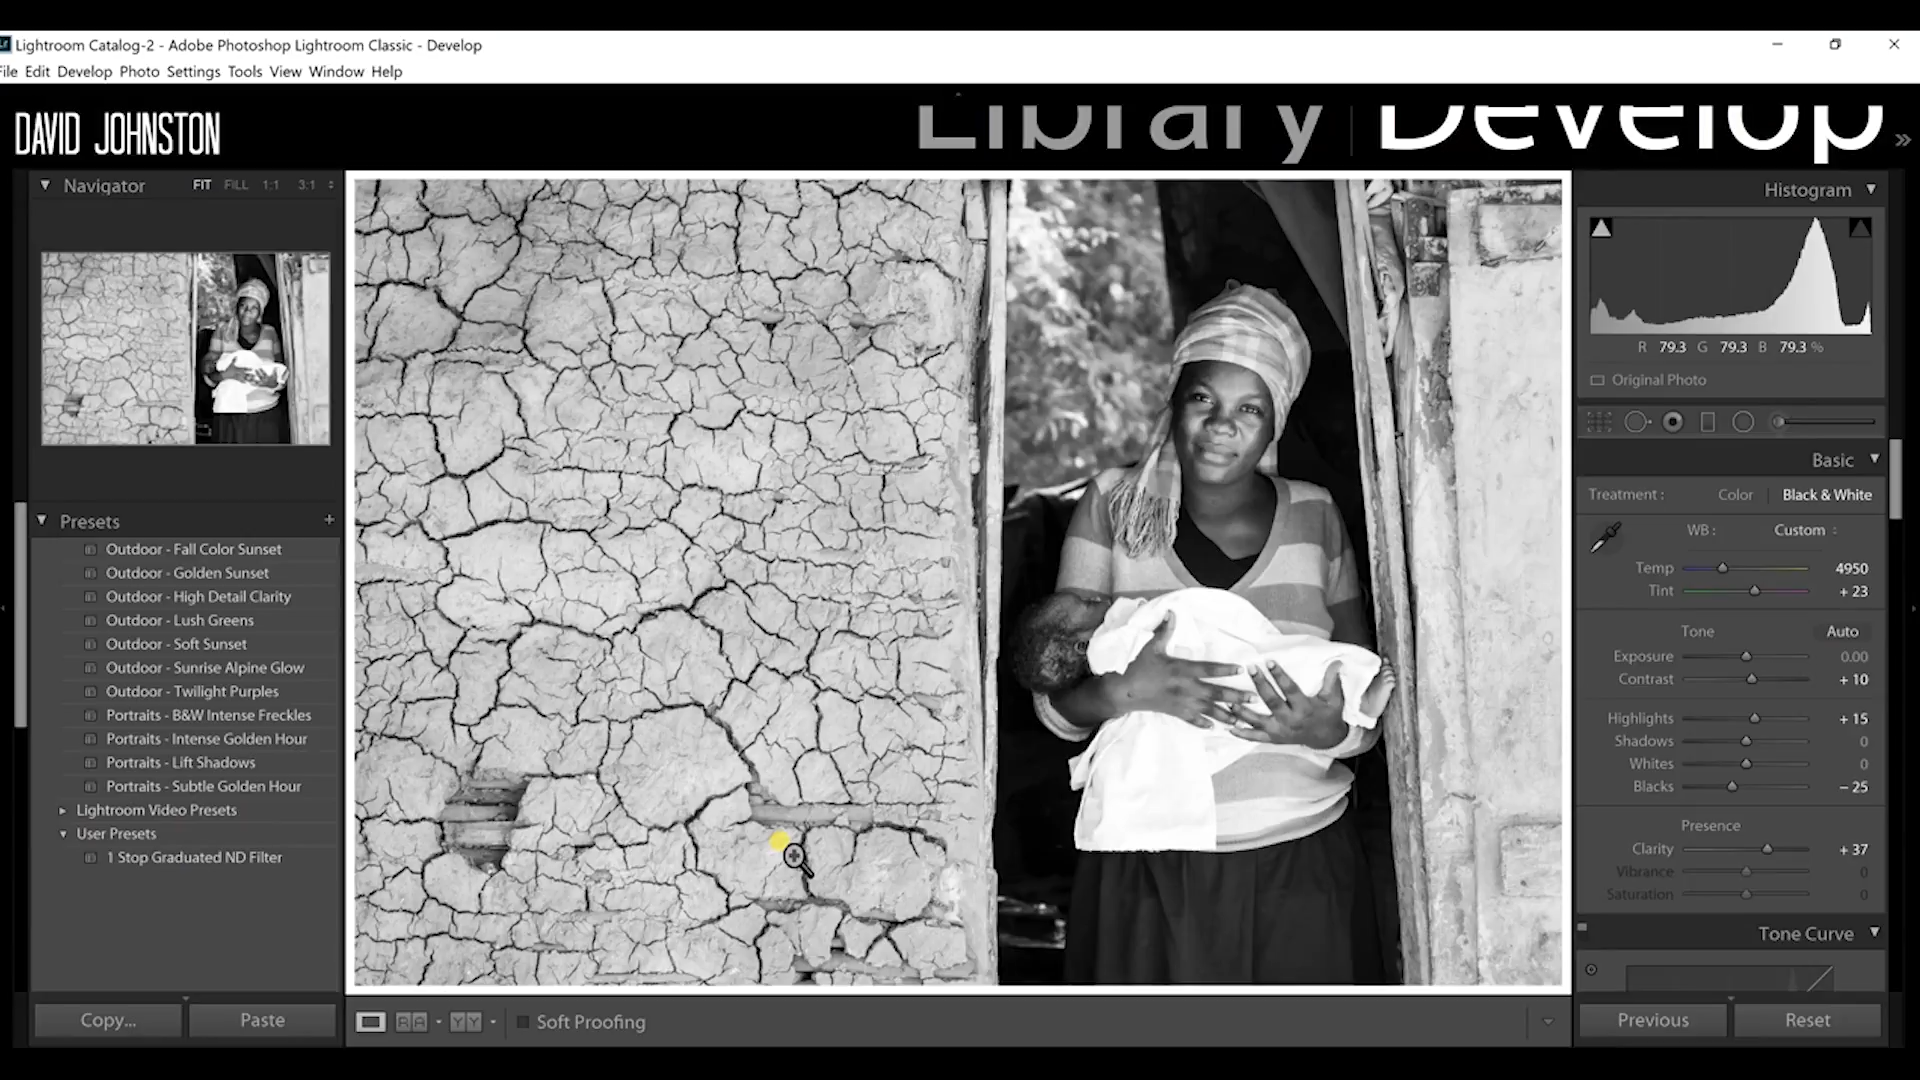 Lightroom Catalog-2 - Adobe Photoshop Lightroom Classic - Develop
File Edit Develop Photo Settings Tools View Window Help
DAVID JOHNSTON
Library | Develop »
Navigator FIT FILL 1:1 3:1
Presets +
Outdoor - Fall Color Sunset
Outdoor - Golden Sunset
Outdoor - High Detail Clarity
Outdoor - Lush Greens
Outdoor - Soft Sunset
Outdoor - Sunrise Alpine Glow
Outdoor - Twilight Purples
Portraits - B&W Intense Freckles
Portraits - Intense Golden Hour
Portraits - Lift Shadows
Portraits - Subtle Golden Hour
Lightroom Video Presets
User Presets
1 Stop Graduated ND Filter
Copy... Paste
R A Y Y Soft Proofing
Histogram
R 79.3 G 79.3 B 79.3 %
Original Photo
Basic
Treatment : Color | Black & White
WB : Custom
Temp 4950
Tint + 23
Tone Auto
Exposure 0.00
Contrast + 10
Highlights + 15
Shadows 0
Whites 0
Blacks − 25
Presence
Clarity + 37
Vibrance 0
Saturation 0
Tone Curve
Previous Reset